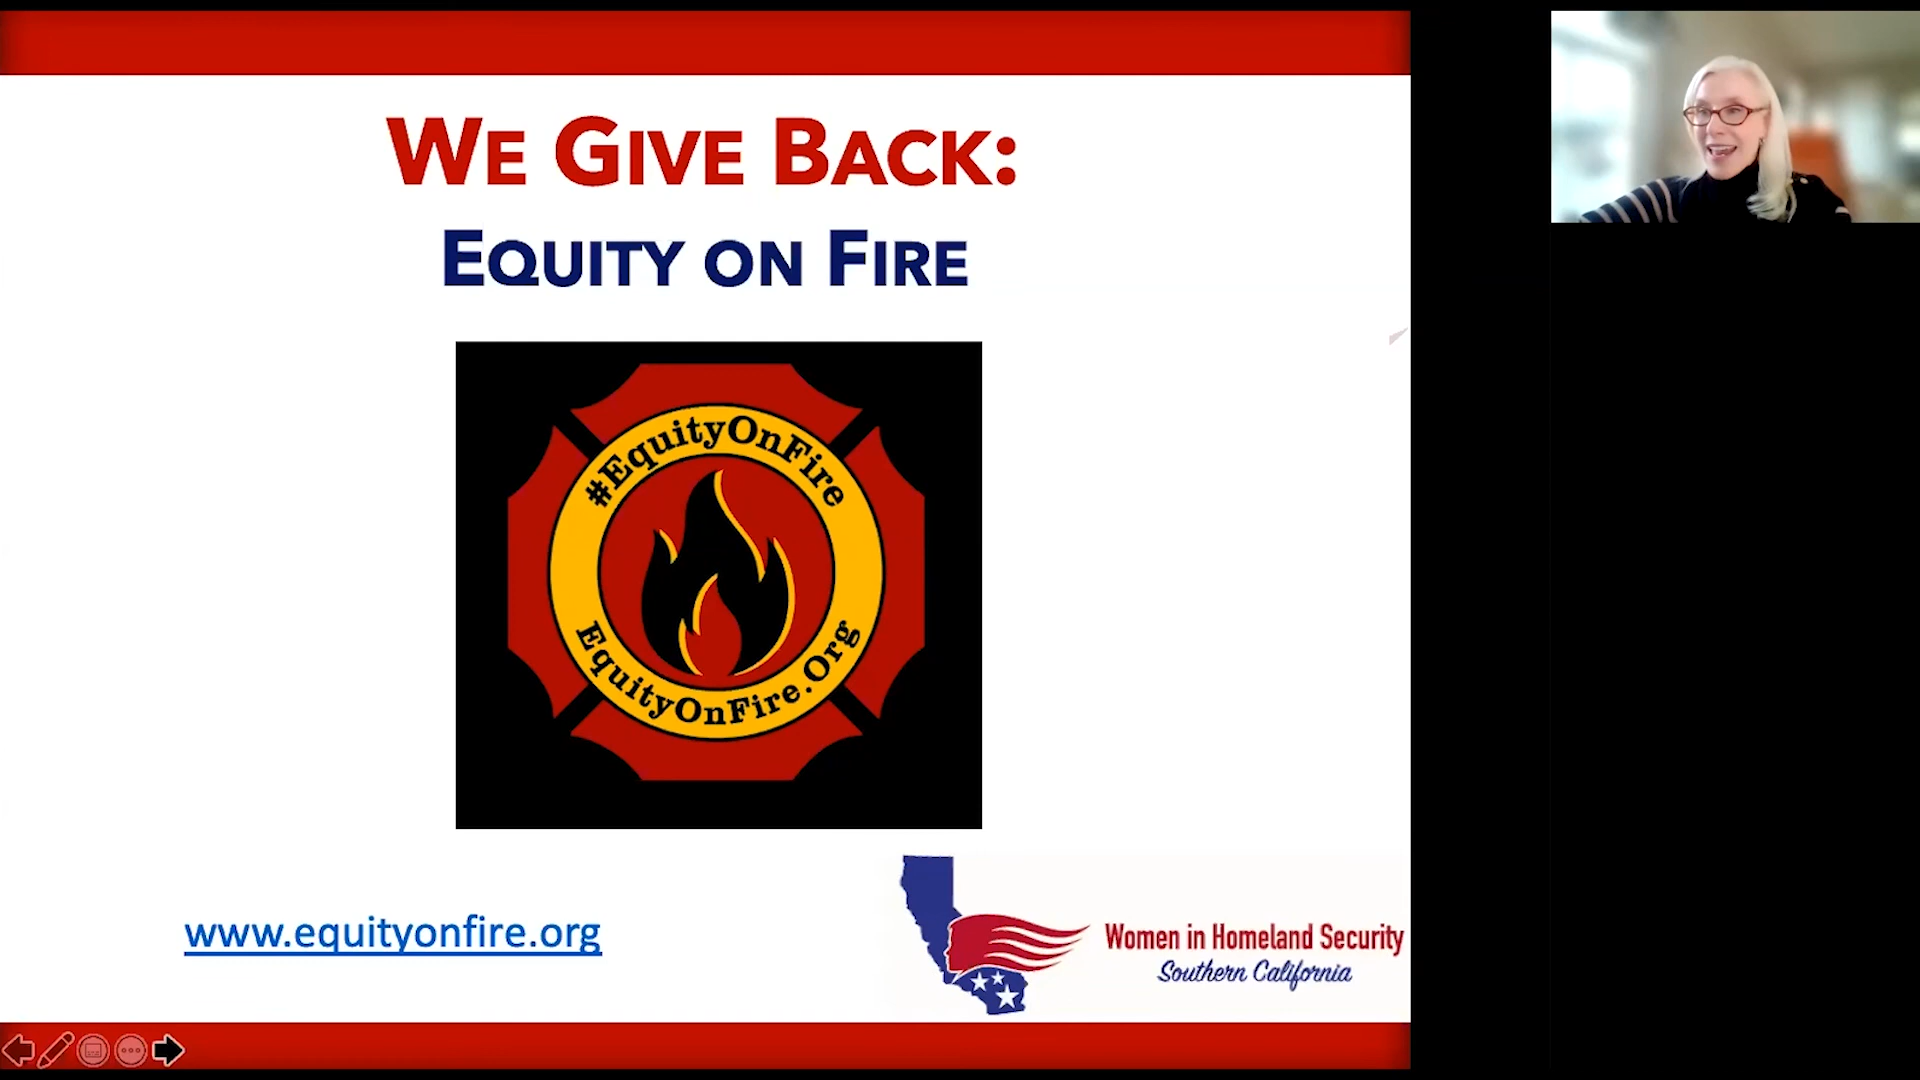 WE GIVE BACK:
EQUITY ON FIRE
#EquityOnFire
EquityOnFire.Org
www.equityonfire.org
Women in Homeland Security
Southern California